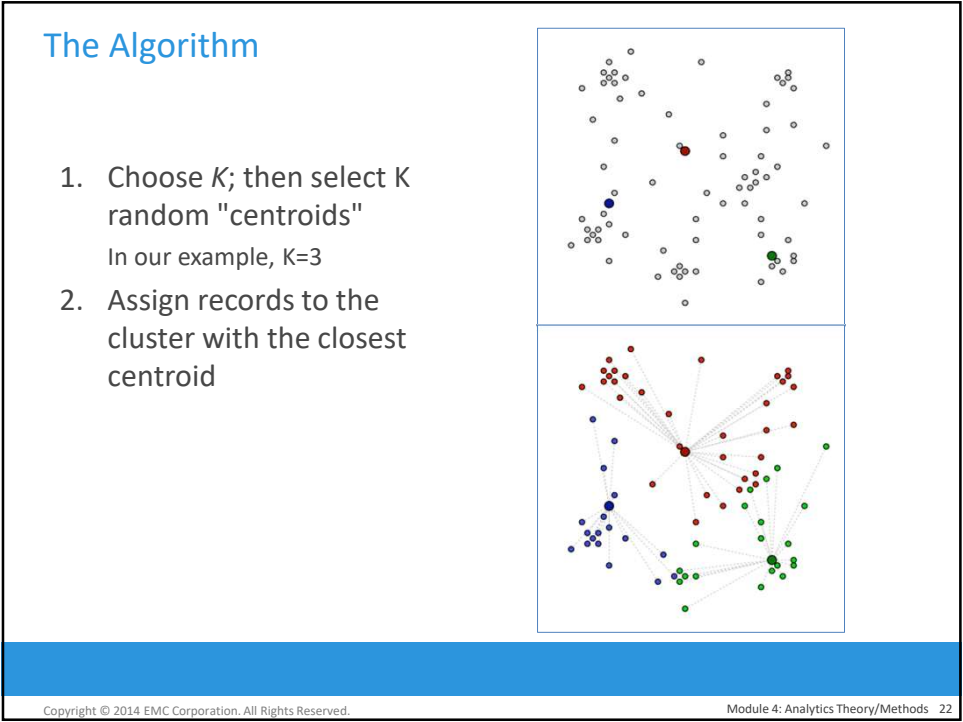 The Algorithm
1. Choose K; then select K
random "centroids"
In our example, K=3
2. Assign records to the
cluster with the closest
centroid
Copyright © 2014 EMC Corporation. All Rights Reserved.
Module 4: Analytics Theory/Methods 22